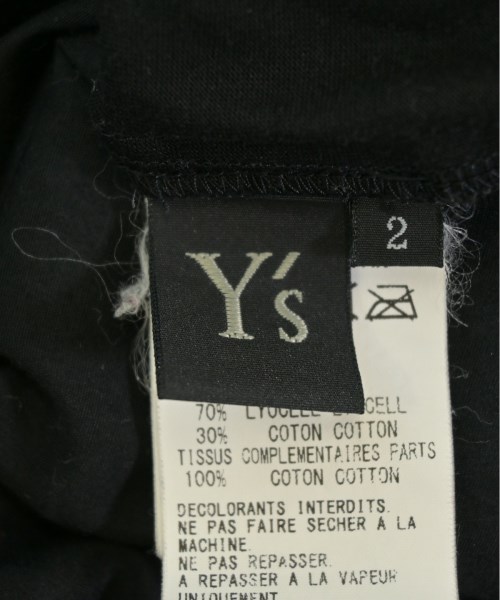 2
Y's
70% LYOCELL LYOCELL
30% COTON COTTON
TISSUS COMPLEMENTAIRES PARTS
100% COTON COTTON
DECOLORANTS INTERDITS.
NE PAS FAIRE SECHER A LA
MACHINE.
NE PAS REPASSER.
A REPASSER A LA VAPEUR
UNIQUEMENT.